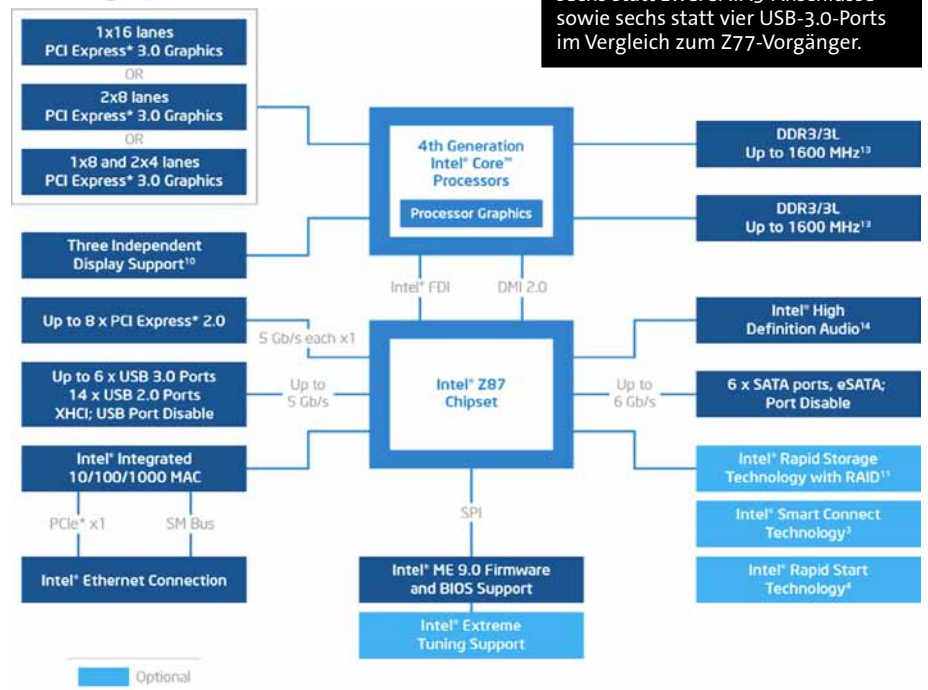 sowie sechs statt vier USB-3.0-Ports
im Vergleich zum Z77-Vorgänger.
1x16 lanes
PCI Express* 3.0 Graphics
OR
2x8 lanes
PCI Express* 3.0 Graphics
OR
1x8 and 2x4 lanes
PCI Express* 3.0 Graphics
4th Generation
Intel® Core™
Processors
Processor Graphics
DDR3/3L
Up to 1600 MHz¹³
DDR3/3L
Up to 1600 MHz¹³
Three Independent
Display Support¹⁰
Intel® FDI
DMI 2.0
Up to 8 x PCI Express* 2.0
5 Gb/s each x1
Intel® High
Definition Audio¹⁴
Up to 6 x USB 3.0 Ports
14 x USB 2.0 Ports
XHCI; USB Port Disable
Up to
5 Gb/s
Intel® Z87
Chipset
Up to
6 Gb/s
6 x SATA ports, eSATA;
Port Disable
Intel® Integrated
10/100/1000 MAC
Intel® Rapid Storage
Technology with RAID¹¹
PCIe* x1
SM Bus
SPI
Intel® Smart Connect
Technology³
Intel® Ethernet Connection
Intel® ME 9.0 Firmware
and BIOS Support
Intel® Rapid Start
Technology⁴
Intel® Extreme
Tuning Support
Optional